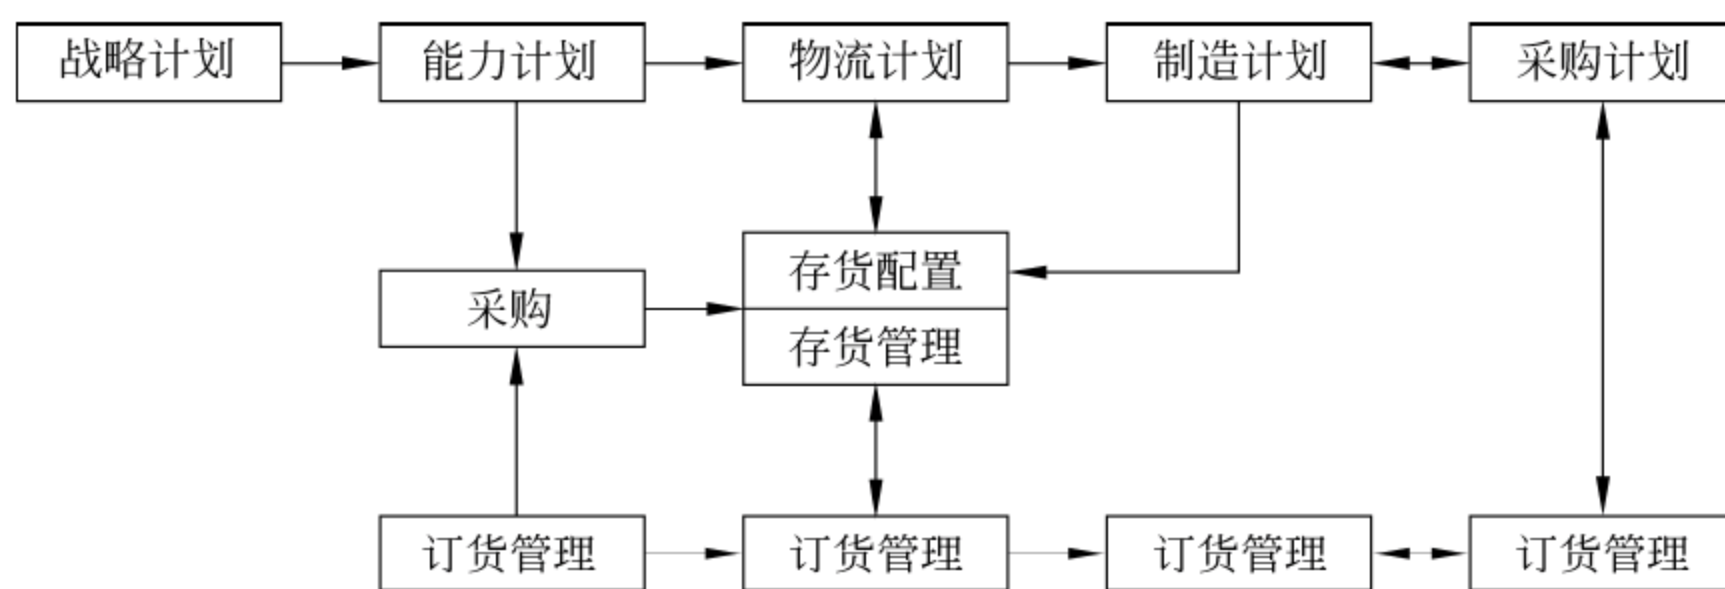 战略计划
能力计划
物流计划
制造计划
采购计划
存货配置
采购
存货管理
订货管理
订货管理
订货管理
订货管理